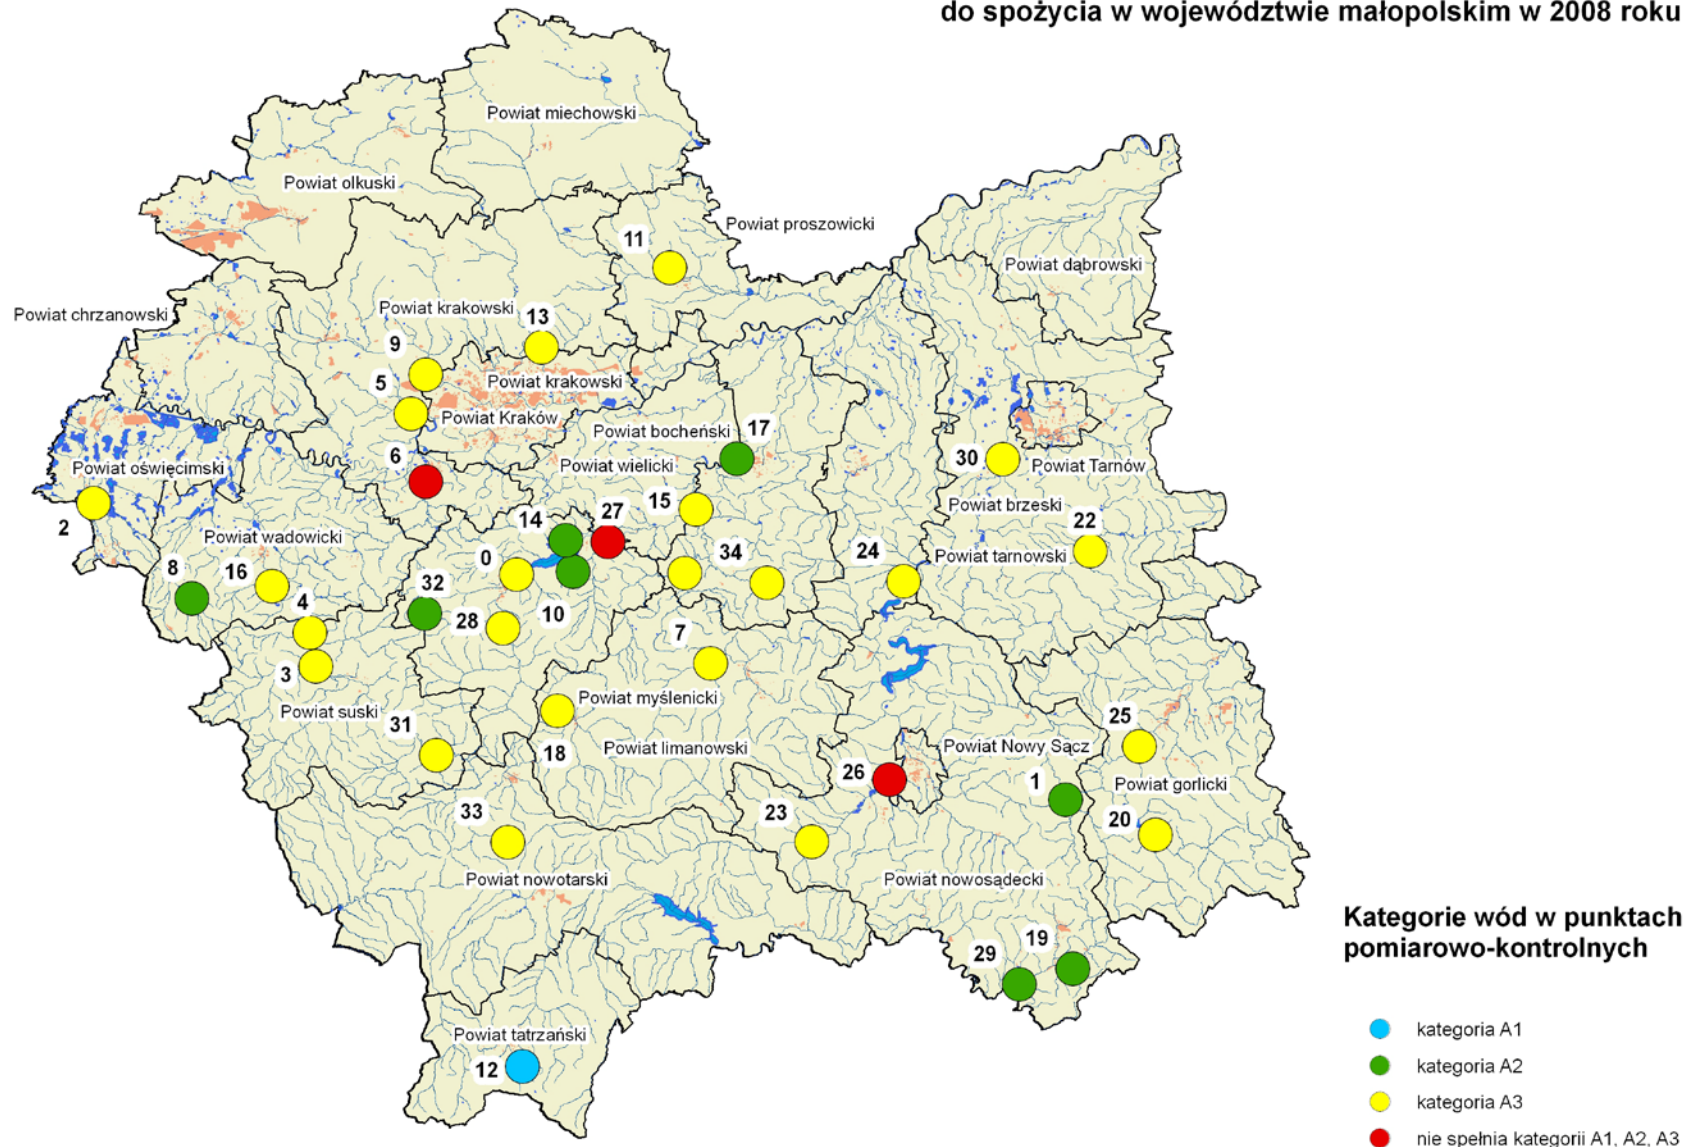 do spożycia w województwie małopolskim w 2008 roku
Powiat miechowski
Powiat olkuski
Powiat proszowicki
11
Powiat dąbrowski
Powiat chrzanowski
Powiat krakowski
13
9
5
Powiat krakowski
Powiat Kraków
Powiat bocheński
17
6
Powiat oświęcimski
Powiat wielicki
30
Powiat Tarnów
2
15
Powiat brzeski
14
27
22
Powiat wadowicki
0
34
24
Powiat tarnowski
8
16
32
4
28
10
7
3
Powiat suski
31
Powiat myślenicki
18
Powiat limanowski
25
Powiat Nowy Sącz
26
1
Powiat gorlicki
33
23
20
Powiat nowotarski
Powiat nowosądecki
29
19
Powiat tatrzański
12
Kategorie wód w punktach
pomiarowo-kontrolnych
kategoria A1
kategoria A2
kategoria A3
nie spełnia kategorii A1, A2, A3